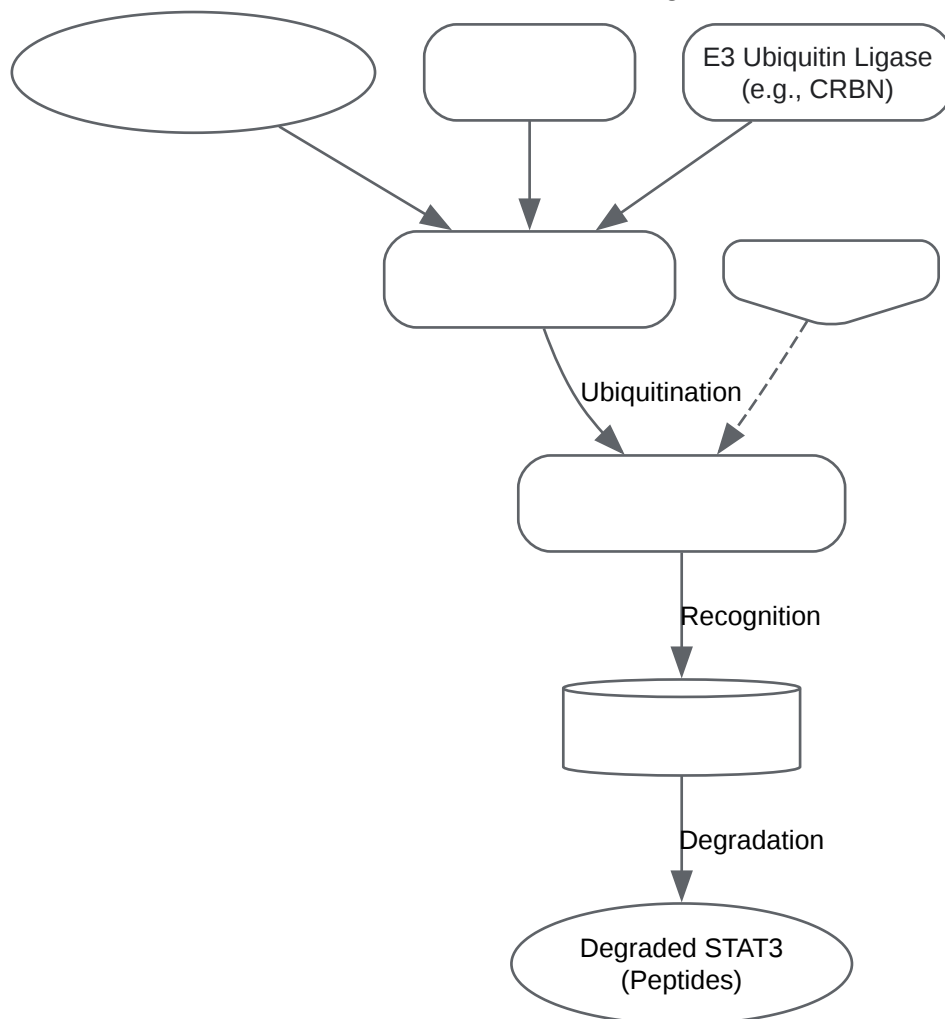 E3 Ubiquitin Ligase
(e.g., CRBN)
Ubiquitination
Recognition
Degradation
Degraded STAT3
(Peptides)